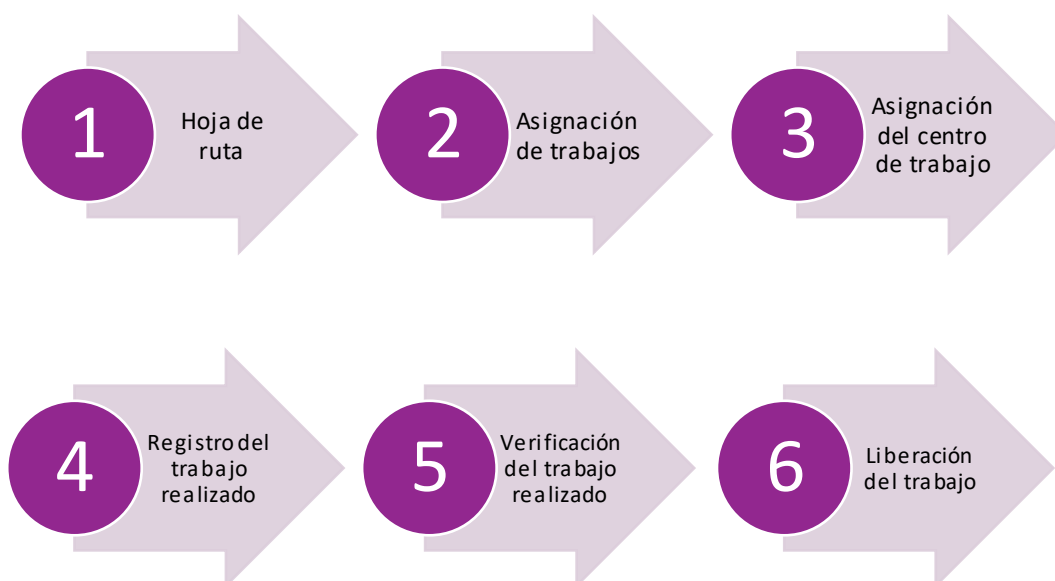 1
Hoja de
ruta
2
Asignación
de trabajos
3
Asignación
del centro
de trabajo
4
Registro del
trabajo
realizado
5
Verificación
del trabajo
realizado
6
Liberación
del trabajo